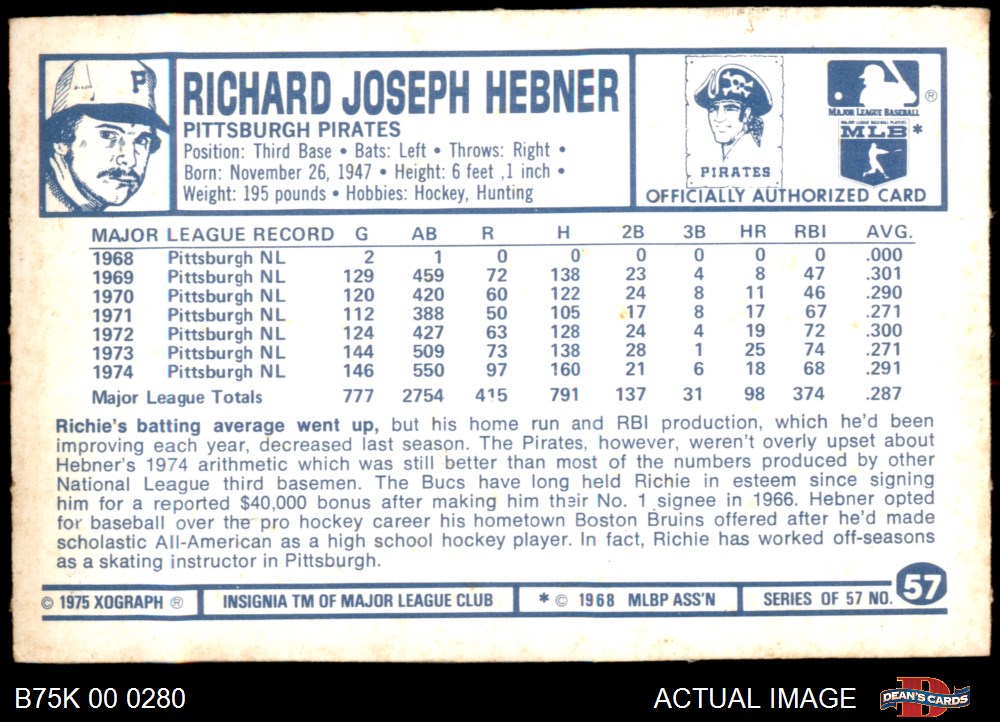 P
RICHARD JOSEPH HEBNER
PITTSBURGH PIRATES
Position: Third Base • Bats: Left • Throws: Right •
Born: November 26, 1947 • Height: 6 feet ,1 inch •
Weight: 195 pounds • Hobbies: Hockey, Hunting
PIRATES
MAJOR LEAGUE BASEBALL ®
MAJOR LEAGUE BASEBALL PLAYERS
MLB *
OFFICIALLY AUTHORIZED CARD
MAJOR LEAGUE RECORD G AB R H 2B 3B HR RBI AVG.
1968 Pittsburgh NL 2 1 0 0 0 0 0 0 .000
1969 Pittsburgh NL 129 459 72 138 23 4 8 47 .301
1970 Pittsburgh NL 120 420 60 122 24 8 11 46 .290
1971 Pittsburgh NL 112 388 50 105 17 8 17 67 .271
1972 Pittsburgh NL 124 427 63 128 24 4 19 72 .300
1973 Pittsburgh NL 144 509 73 138 28 1 25 74 .271
1974 Pittsburgh NL 146 550 97 160 21 6 18 68 .291
Major League Totals 777 2754 415 791 137 31 98 374 .287
Richie's batting average went up, but his home run and RBI production, which he'd been
improving each year, decreased last season. The Pirates, however, weren't overly upset about
Hebner's 1974 arithmetic which was still better than most of the numbers produced by other
National League third basemen. The Bucs have long held Richie in esteem since signing
him for a reported $40,000 bonus after making him their No. 1 signee in 1966. Hebner opted
for baseball over the pro hockey career his hometown Boston Bruins offered after he'd made
scholastic All-American as a high school hockey player. In fact, Richie has worked off-seasons
as a skating instructor in Pittsburgh.
© 1975 XOGRAPH ® INSIGNIA TM OF MAJOR LEAGUE CLUB * © 1968 MLBP ASS'N SERIES OF 57 NO. 57
B75K 00 0280 ACTUAL IMAGE DEAN'S CARDS